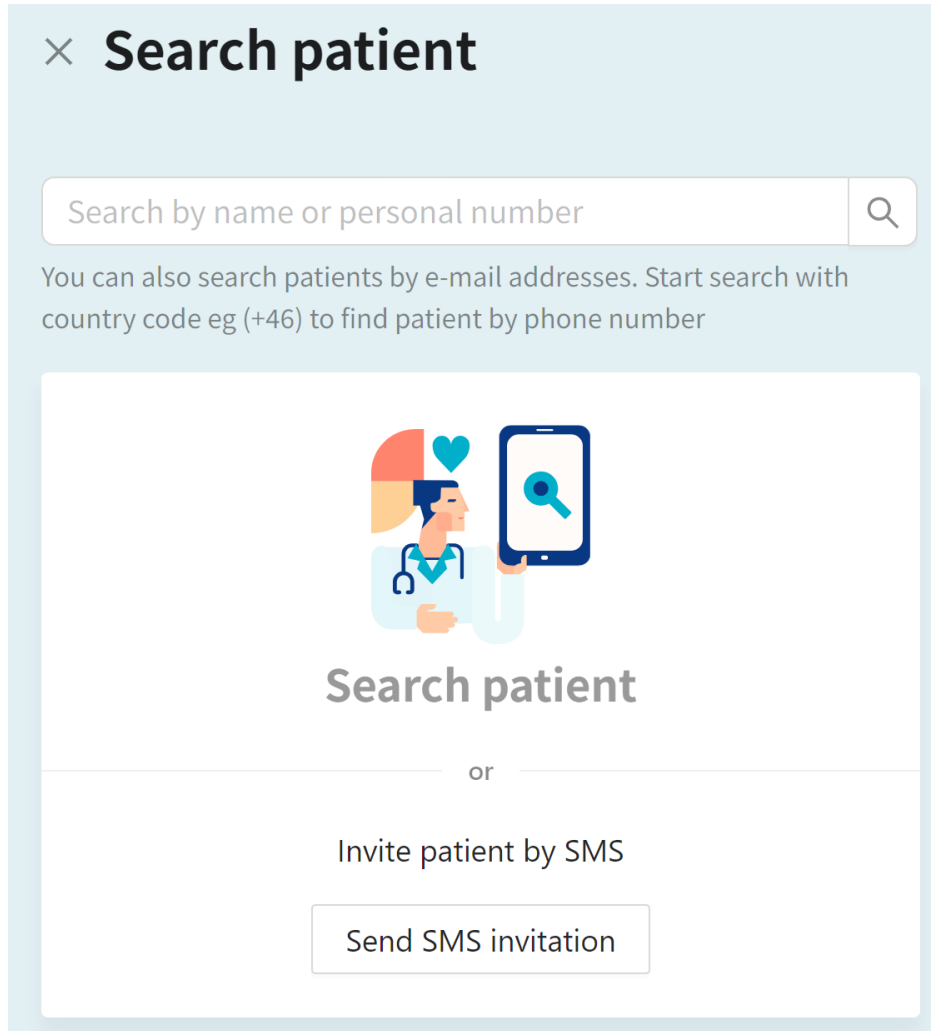 Search patient
Search by name or personal number
You can also search patients by e-mail addresses. Start search with
country code eg (+46) to find patient by phone number
Search patient
or
Invite patient by SMS
Send SMS invitation